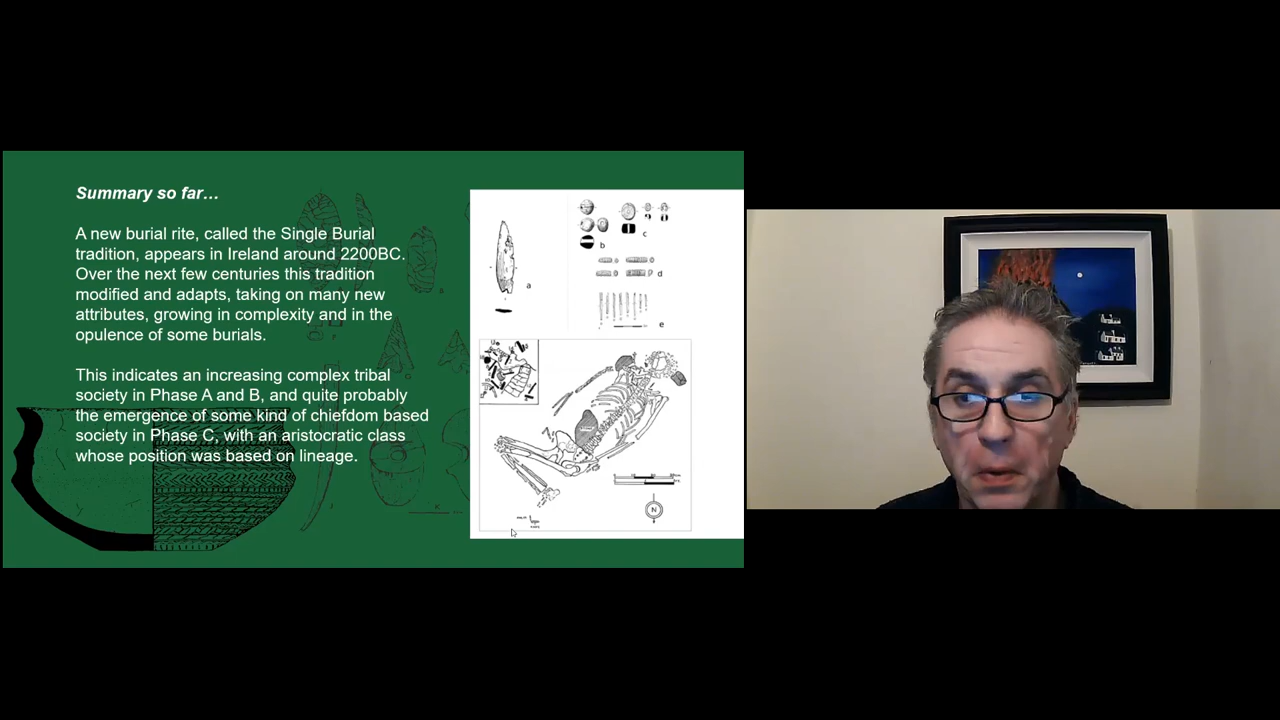 Summary so far...
A new burial rite, called the Single Burial
tradition, appears in Ireland around 2200BC.
Over the next few centuries this tradition
modified and adapts, taking on many new
attributes, growing in complexity and in the
opulence of some burials.
This indicates an increasing complex tribal
society in Phase A and B, and quite probably
the emergence of some kind of chiefdom based
society in Phase C, with an aristocratic class
whose position was based on lineage.
a
b
c
d
e
N